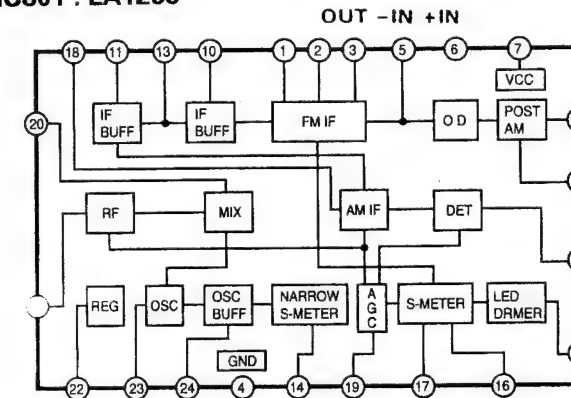 OUT –IN +IN
18 11 13 10 1 2 3 5 6 7
VCC
20
IF BUFF
IF BUFF
FM IF
O D
POST AM
RF
MIX
AM IF
DET
REG
OSC
OSC BUFF
NARROW S-METER
AGC
S-METER
LED DRMER
GND
22 23 24 4 14 19 17 16